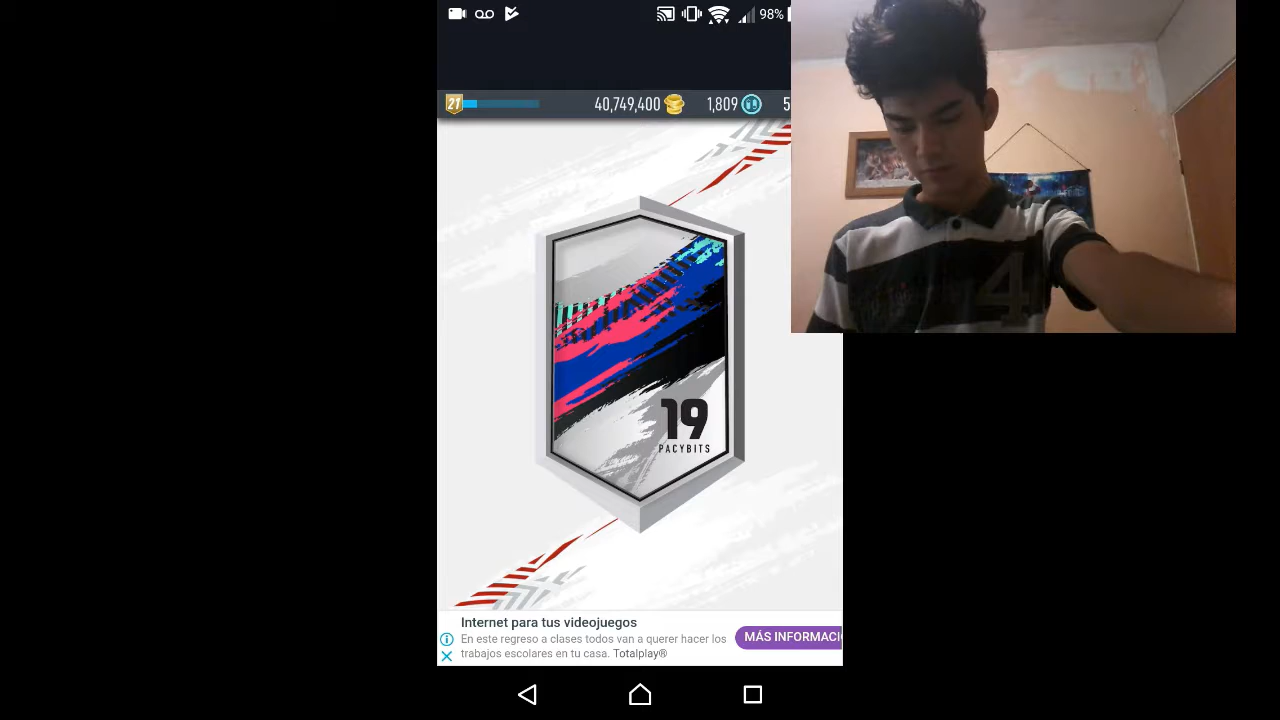 98%
21 40,749,400 1,809 5
19
PACYBITS
Internet para tus videojuegos
En este regreso a clases todos van a querer hacer los
trabajos escolares en tu casa. Totalplay®
MÁS INFORMACI
4